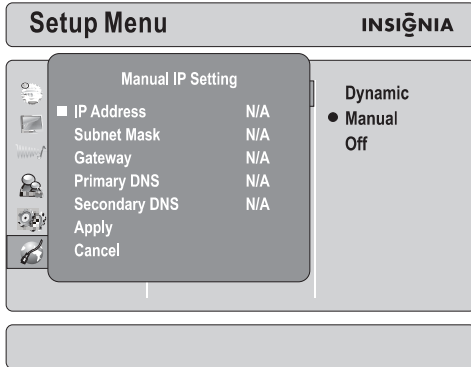 Setup Menu
INSIGNIA
Manual IP Setting
IP Address N/A
Subnet Mask N/A
Gateway N/A
Primary DNS N/A
Secondary DNS N/A
Apply
Cancel
Dynamic
Manual
Off